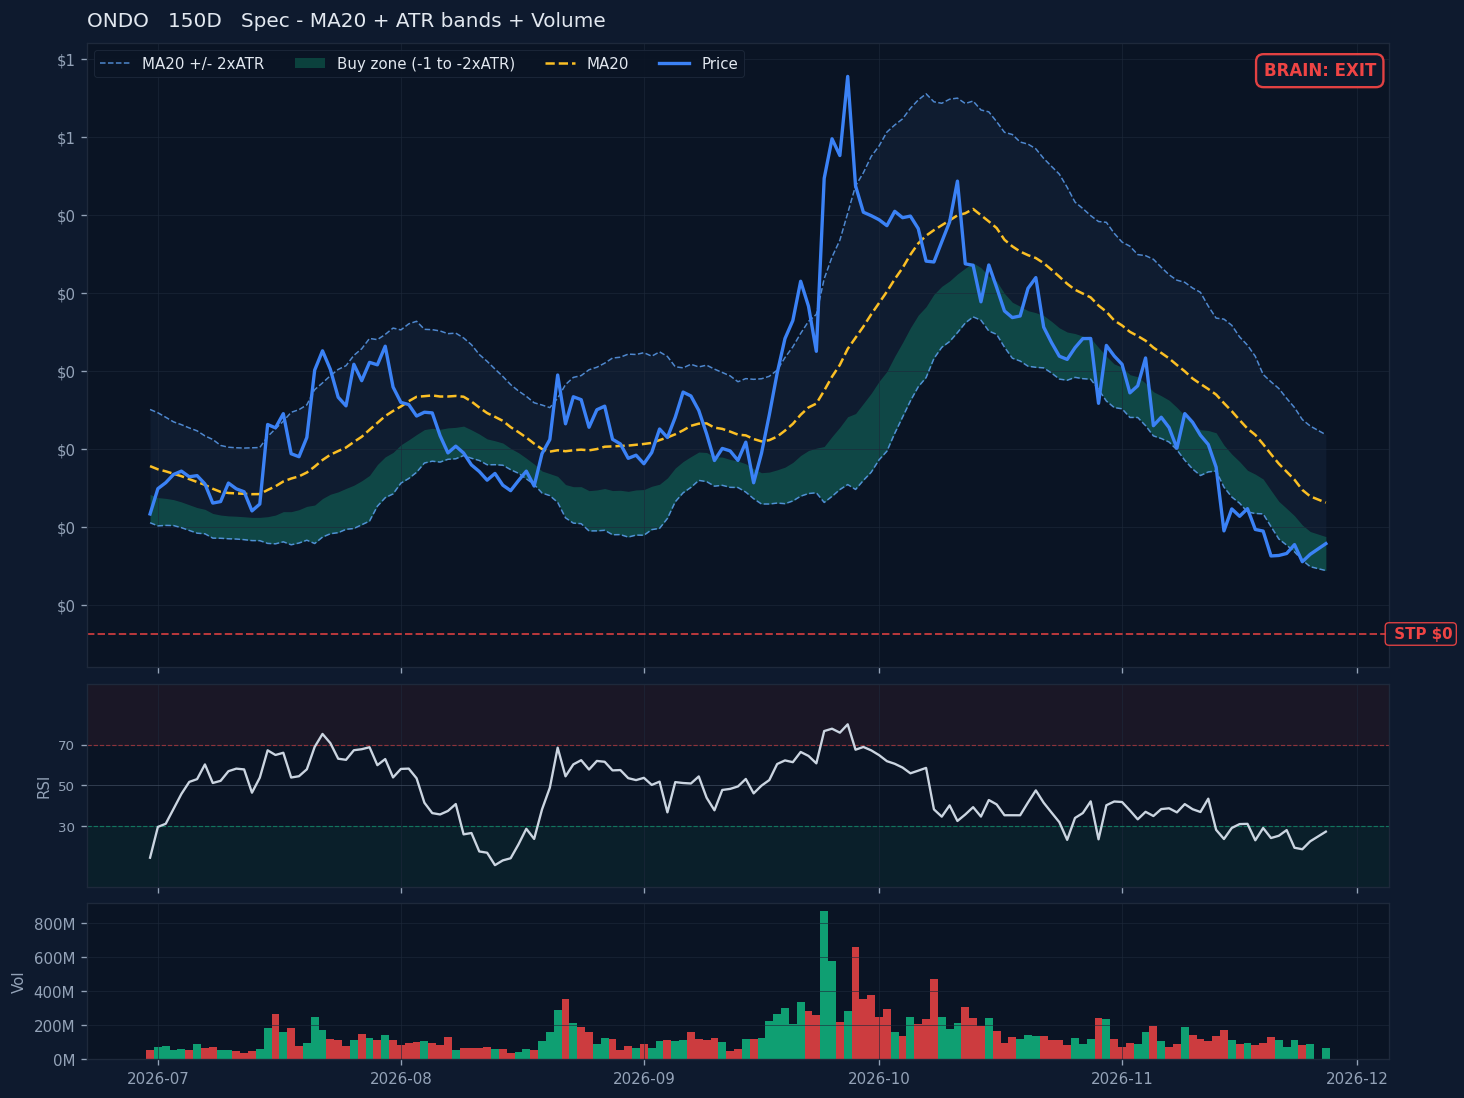 ONDO   150D   Spec - MA20 + ATR bands + Volume
MA20 +/- 2xATR   Buy zone (-1 to -2xATR)   MA20   Price
BRAIN: EXIT
$1
$1
$0
$0
$0
$0
$0
$0
STP $0
RSI
70
50
30
Vol
800M
600M
400M
200M
0M
2026-07   2026-08   2026-09   2026-10   2026-11   2026-12